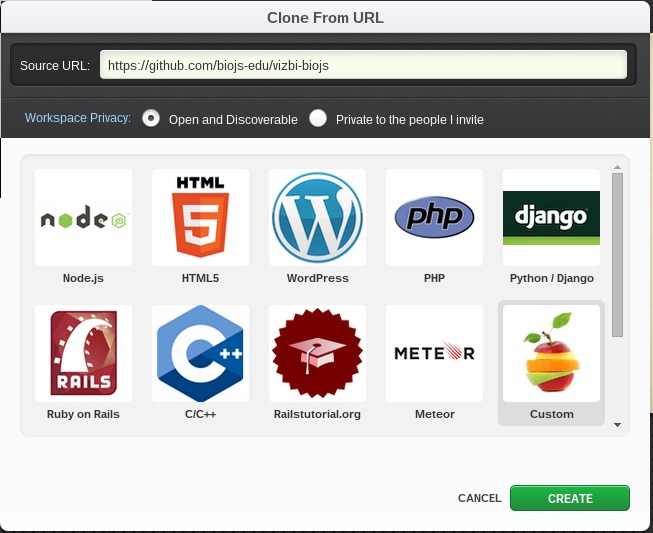 Clone From URL
Source URL: https://github.com/biojs-edu/vizbi-biojs
Workspace Privacy: Open and Discoverable Private to the people I invite
node JS HTML 5 W php django
Node.js HTML5 WordPress PHP Python / Django
RAILS C++ METEOR
Ruby on Rails C/C++ Railstutorial.org Meteor Custom
CANCEL CREATE